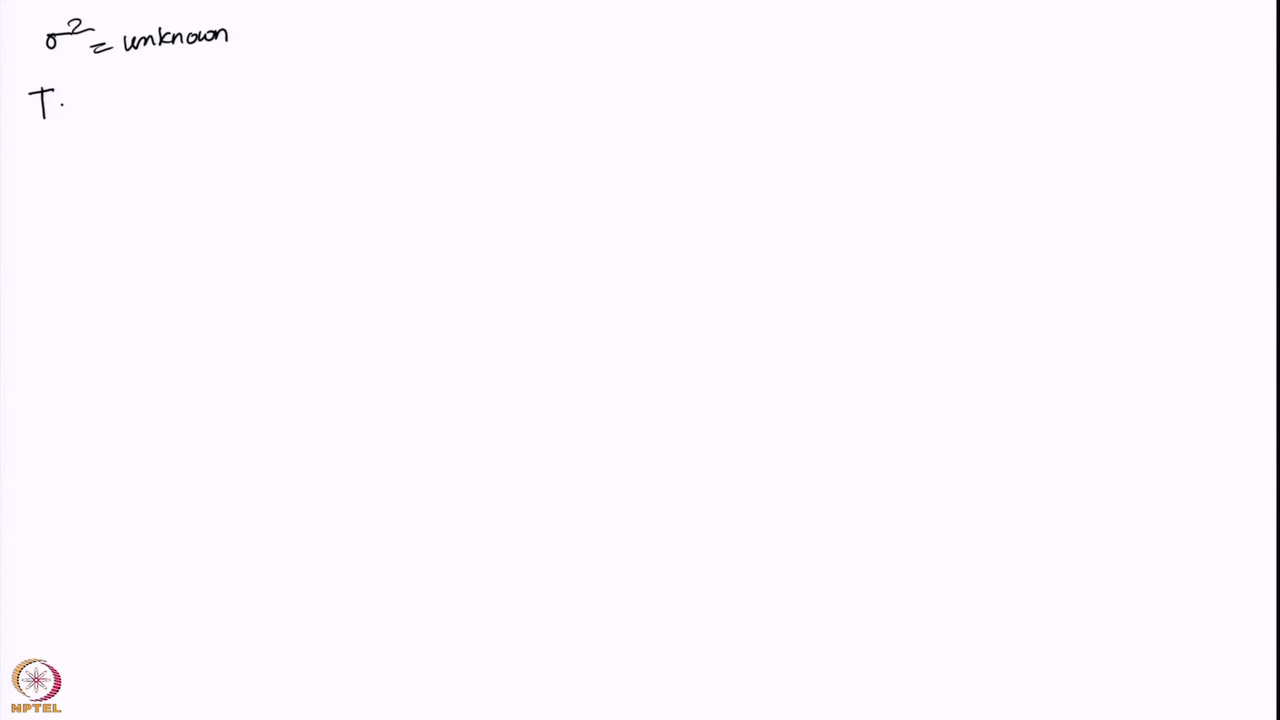 σ² = unknown
T.
NPTEL